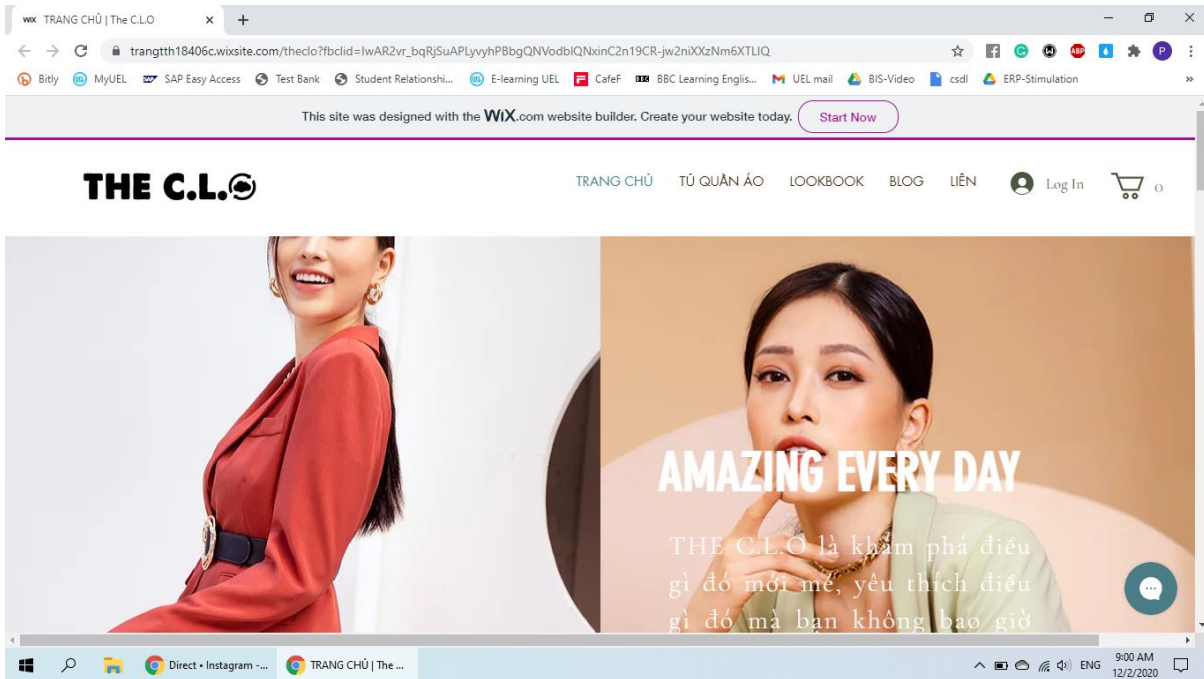 WiX TRANG CHỦ | The C.L.O
trangtth18406c.wixsite.com/theclo?fbclid=IwAR2vr_bqRjSuAPLyvyhPBbgQNVodblQNxinC2n19CR-jw2niXXzNm6XTLIQ
Bitly MyUEL SAP Easy Access Test Bank Student Relationshi... E-learning UEL CafeF BBC Learning Englis... UEL mail BIS-Video csdl ERP-Stimulation
This site was designed with the WiX.com website builder. Create your website today. Start Now
THE C.L.O TRANG CHỦ TỦ QUẦN ÁO LOOKBOOK BLOG LIÊN Log In 0
AMAZING EVERY DAY
THE C.L.O là khám phá điều
gì đó mới mẻ, yêu thích điều
gì đó mà bạn không bao giờ
Direct • Instagram -... TRANG CHỦ | The ... ENG 9:00 AM
12/2/2020